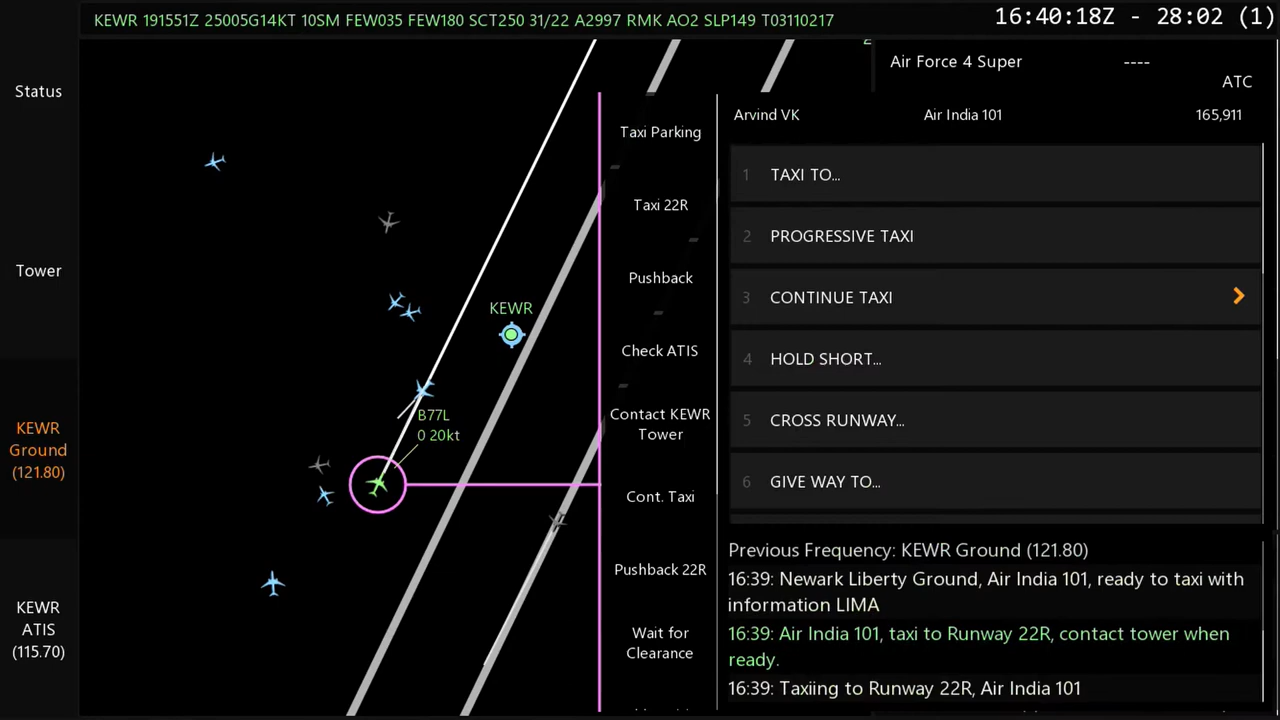 KEWR 191551Z 25005G14KT 10SM FEW035 FEW180 SCT250 31/22 A2997 RMK AO2 SLP149 T03110217
16:40:18Z - 28:02 (1)
Status
Tower
KEWR
Ground
(121.80)
KEWR
ATIS
(115.70)
KEWR
B77L
0 20kt
Taxi Parking
Taxi 22R
Pushback
Check ATIS
Contact KEWR
Tower
Cont. Taxi
Pushback 22R
Wait for
Clearance
Air Force 4 Super ----
ATC
Arvind VK Air India 101 165,911
1 TAXI TO...
2 PROGRESSIVE TAXI
3 CONTINUE TAXI
4 HOLD SHORT...
5 CROSS RUNWAY...
6 GIVE WAY TO...
Previous Frequency: KEWR Ground (121.80)
16:39: Newark Liberty Ground, Air India 101, ready to taxi with
information LIMA
16:39: Air India 101, taxi to Runway 22R, contact tower when
ready.
16:39: Taxiing to Runway 22R, Air India 101